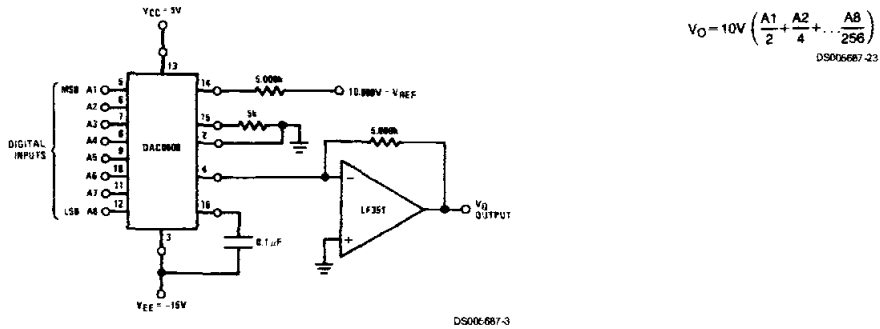 VCC = 5V
13
MSB A1 5
A2 6
A3 7
A4 8
A5 9
A6 10
A7 11
LSB A8 12
DIGITAL
INPUTS
DAC0808
14
5.000k
10.000V = VREF
15
5k
2
4
16
0.1μF
3
VEE = -15V
5.000k
−
+
LF351
VO
OUTPUT
DS005687-3
VO = 10V (A1/2 + A2/4 + ... A8/256)
DS005687-23